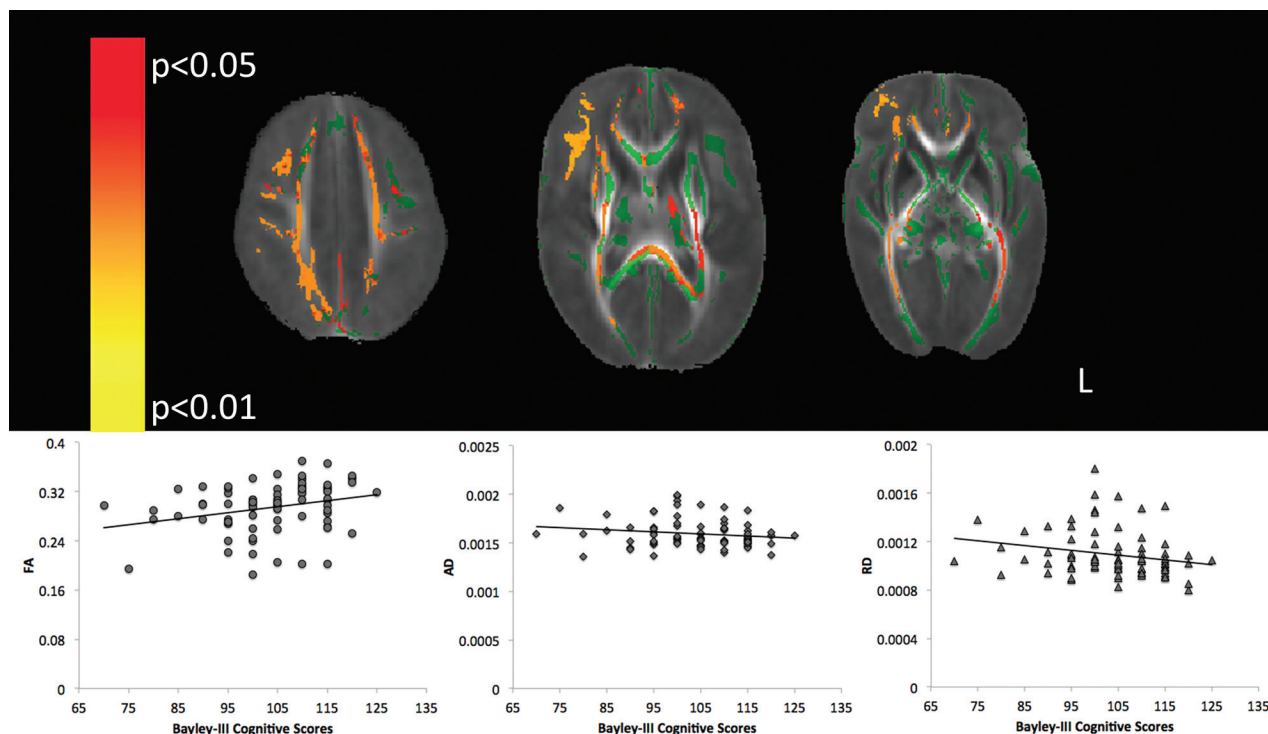 p<0.05
p<0.01
L
FA
0.4
0.32
0.24
0.16
0.08
0
65 75 85 95 105 115 125 135
Bayley-III Cognitive Scores
AD
0.0025
0.002
0.0015
0.001
0.0005
0
65 75 85 95 105 115 125 135
Bayley-III Cognitive Scores
RD
0.002
0.0016
0.0012
0.0008
0.0004
0
65 75 85 95 105 115 125 135
Bayley-III Cognitive Scores